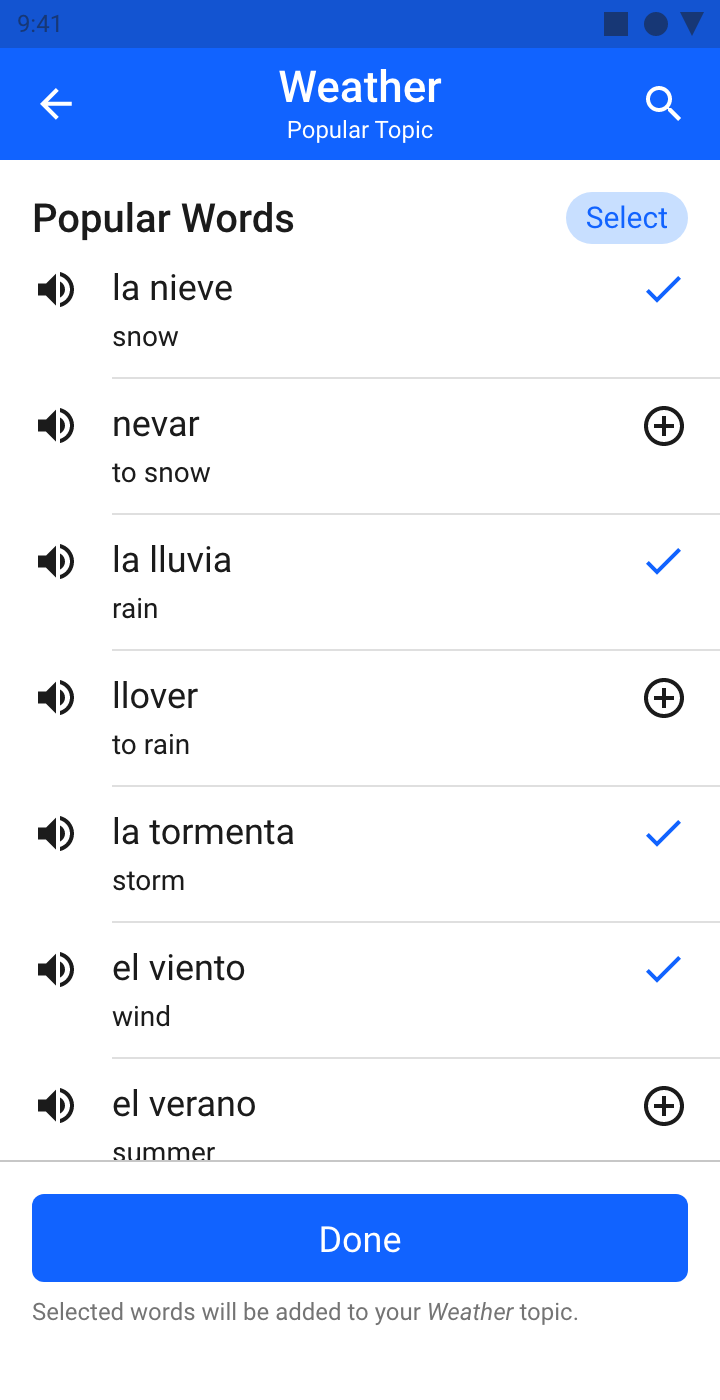 9:41
Weather
Popular Topic
Popular Words
Select
la nieve
snow
nevar
to snow
la lluvia
rain
llover
to rain
la tormenta
storm
el viento
wind
el verano
summer
Done
Selected words will be added to your Weather topic.